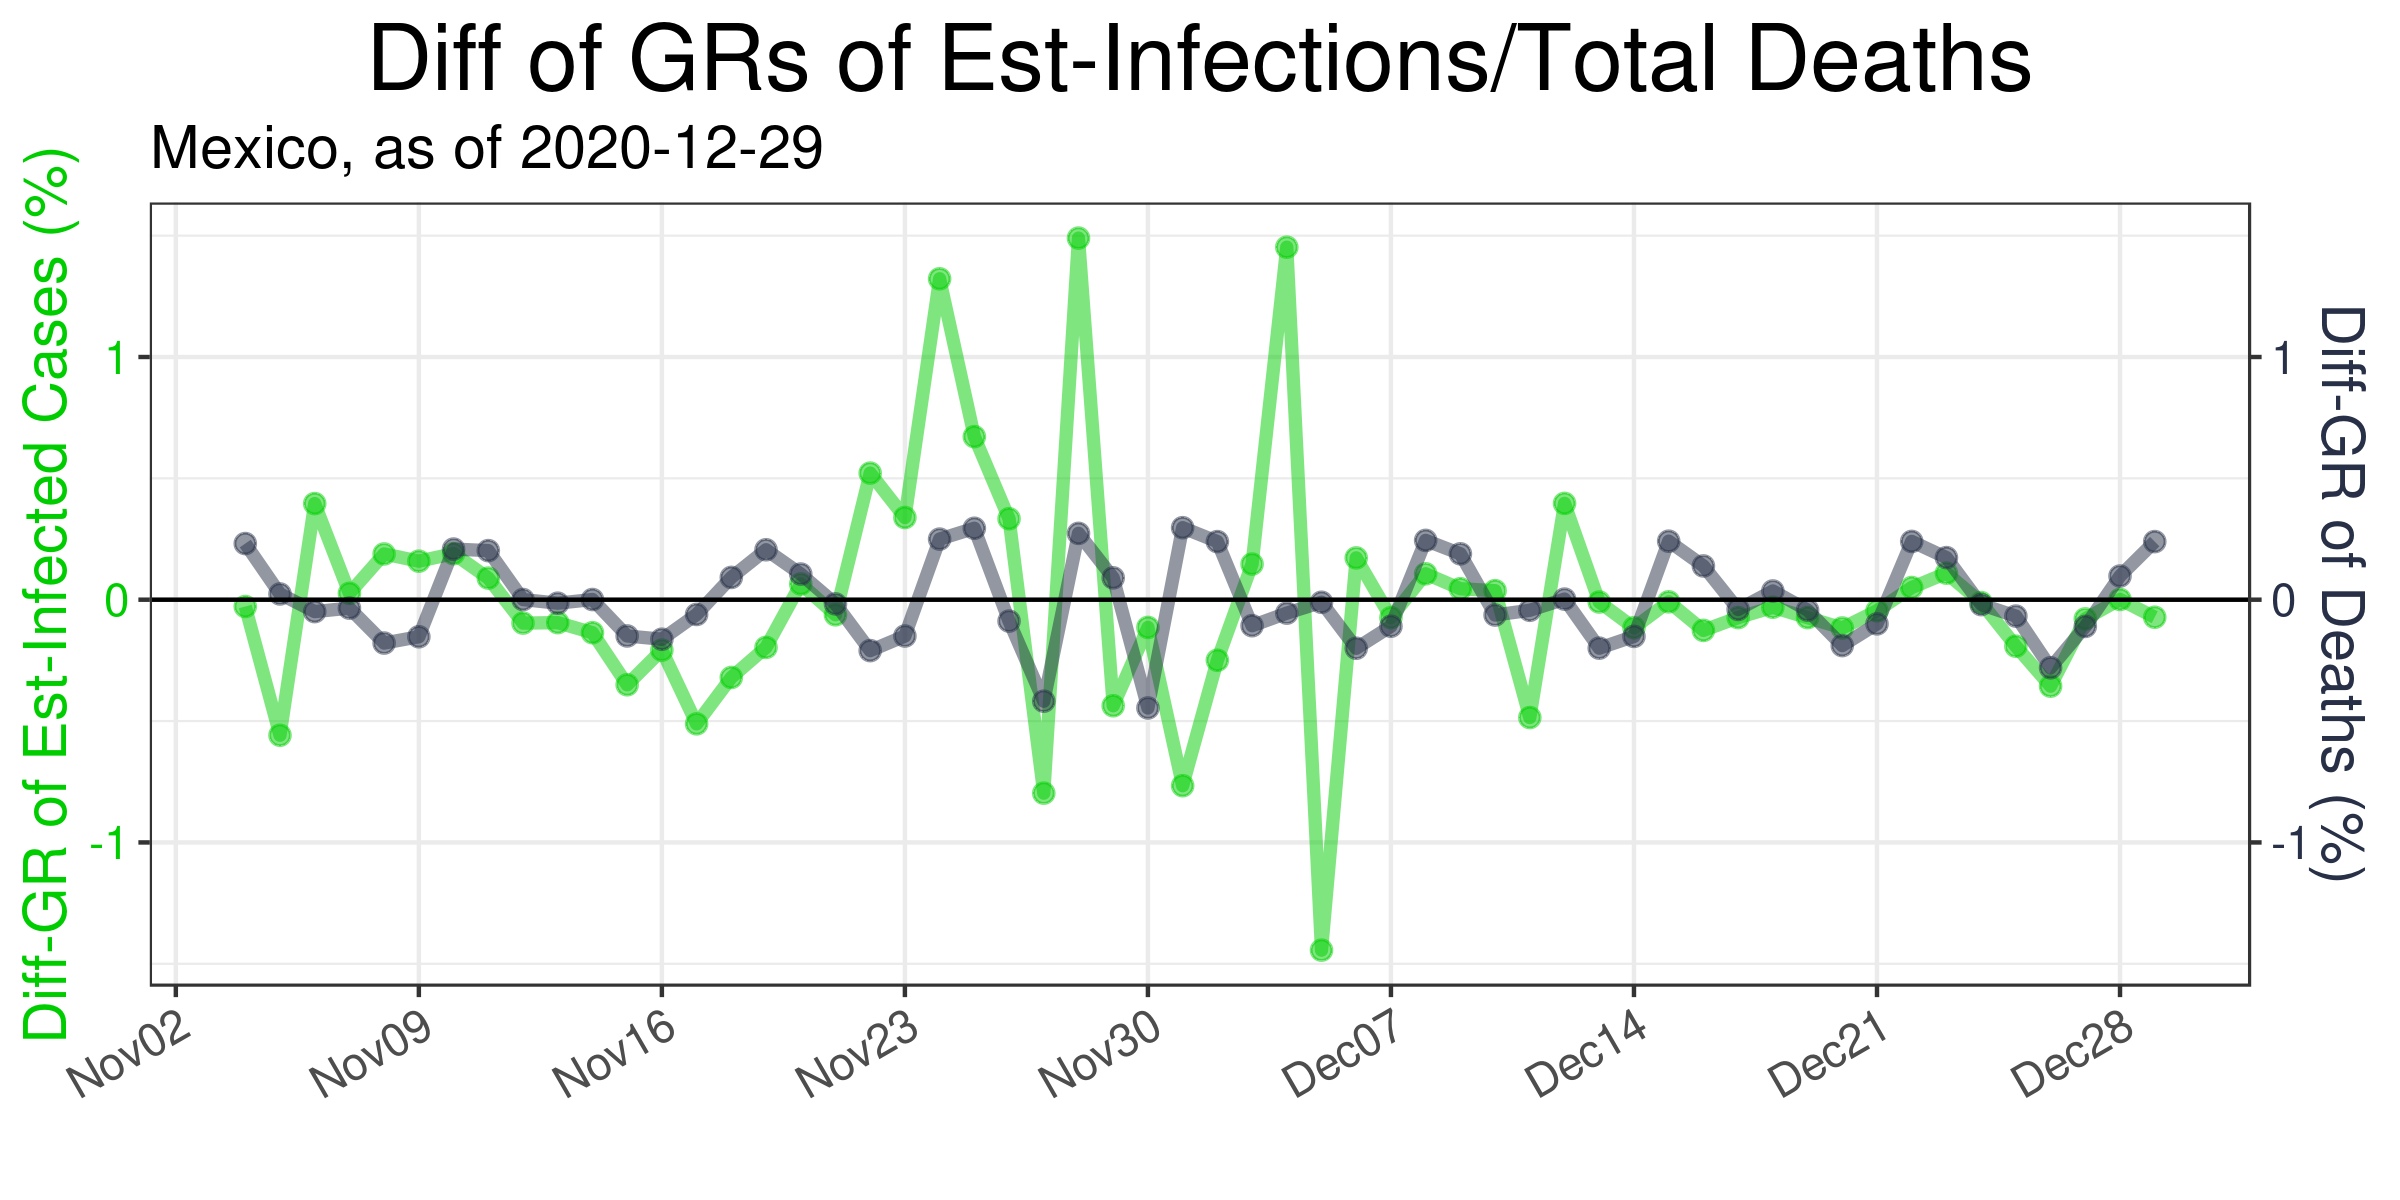 Diff of GRs of Est-Infections/Total Deaths
Mexico, as of 2020-12-29
Diff-GR of Est-Infected Cases (%)
1
0
-1
1
0
-1
Diff-GR of Deaths (%)
Nov02
Nov09
Nov16
Nov23
Nov30
Dec07
Dec14
Dec21
Dec28